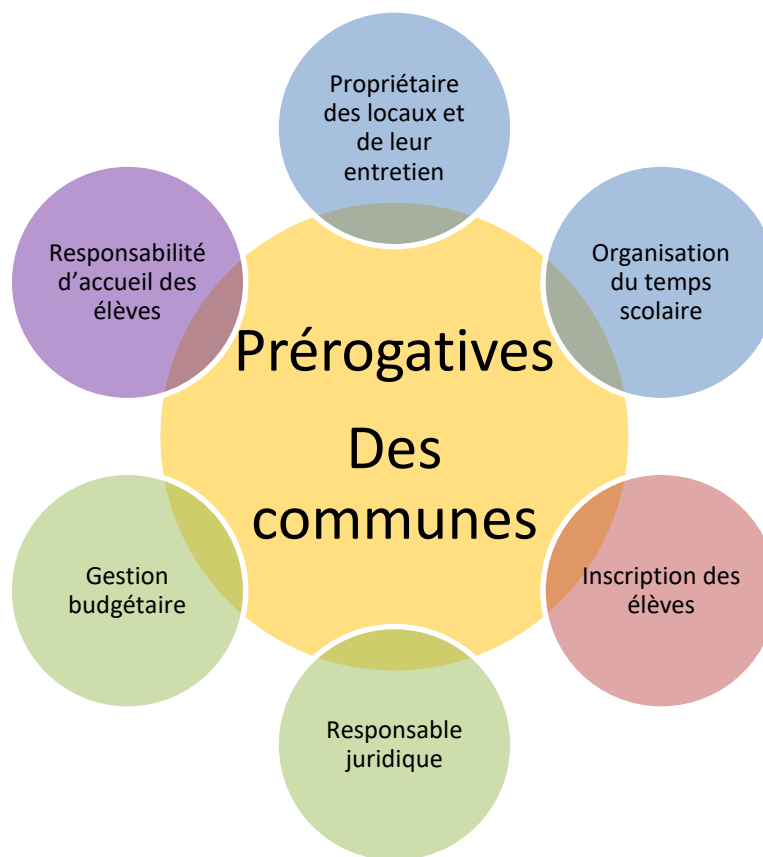 Propriétaire
des locaux et
de leur
entretien
Responsabilité
d’accueil des
élèves
Organisation
du temps
scolaire
Prérogatives
Des
communes
Gestion
budgétaire
Inscription des
élèves
Responsable
juridique